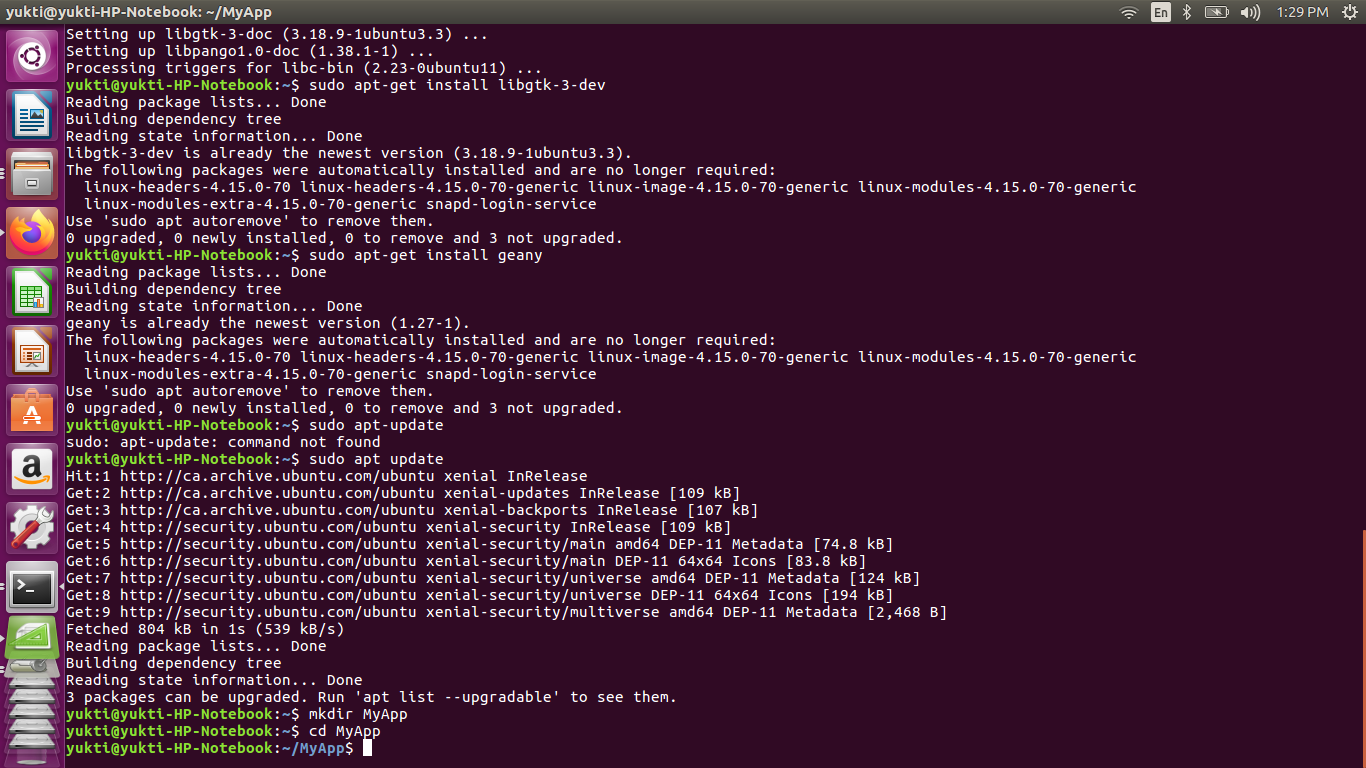 yukti@yukti-HP-Notebook: ~/MyApp
En
1:29 PM
Setting up libgtk-3-doc (3.18.9-1ubuntu3.3) ...
Setting up libpango1.0-doc (1.38.1-1) ...
Processing triggers for libc-bin (2.23-0ubuntu11) ...
yukti@yukti-HP-Notebook:~$ sudo apt-get install libgtk-3-dev
Reading package lists... Done
Building dependency tree
Reading state information... Done
libgtk-3-dev is already the newest version (3.18.9-1ubuntu3.3).
The following packages were automatically installed and are no longer required:
  linux-headers-4.15.0-70 linux-headers-4.15.0-70-generic linux-image-4.15.0-70-generic linux-modules-4.15.0-70-generic
  linux-modules-extra-4.15.0-70-generic snapd-login-service
Use 'sudo apt autoremove' to remove them.
0 upgraded, 0 newly installed, 0 to remove and 3 not upgraded.
yukti@yukti-HP-Notebook:~$ sudo apt-get install geany
Reading package lists... Done
Building dependency tree
Reading state information... Done
geany is already the newest version (1.27-1).
The following packages were automatically installed and are no longer required:
  linux-headers-4.15.0-70 linux-headers-4.15.0-70-generic linux-image-4.15.0-70-generic linux-modules-4.15.0-70-generic
  linux-modules-extra-4.15.0-70-generic snapd-login-service
Use 'sudo apt autoremove' to remove them.
0 upgraded, 0 newly installed, 0 to remove and 3 not upgraded.
yukti@yukti-HP-Notebook:~$ sudo apt-update
sudo: apt-update: command not found
yukti@yukti-HP-Notebook:~$ sudo apt update
Hit:1 http://ca.archive.ubuntu.com/ubuntu xenial InRelease
Get:2 http://ca.archive.ubuntu.com/ubuntu xenial-updates InRelease [109 kB]
Get:3 http://ca.archive.ubuntu.com/ubuntu xenial-backports InRelease [107 kB]
Get:4 http://security.ubuntu.com/ubuntu xenial-security InRelease [109 kB]
Get:5 http://security.ubuntu.com/ubuntu xenial-security/main amd64 DEP-11 Metadata [74.8 kB]
Get:6 http://security.ubuntu.com/ubuntu xenial-security/main DEP-11 64x64 Icons [83.8 kB]
Get:7 http://security.ubuntu.com/ubuntu xenial-security/universe amd64 DEP-11 Metadata [124 kB]
Get:8 http://security.ubuntu.com/ubuntu xenial-security/universe DEP-11 64x64 Icons [194 kB]
Get:9 http://security.ubuntu.com/ubuntu xenial-security/multiverse amd64 DEP-11 Metadata [2,468 B]
Fetched 804 kB in 1s (539 kB/s)
Reading package lists... Done
Building dependency tree
Reading state information... Done
3 packages can be upgraded. Run 'apt list --upgradable' to see them.
yukti@yukti-HP-Notebook:~$ mkdir MyApp
yukti@yukti-HP-Notebook:~$ cd MyApp
yukti@yukti-HP-Notebook:~/MyApp$